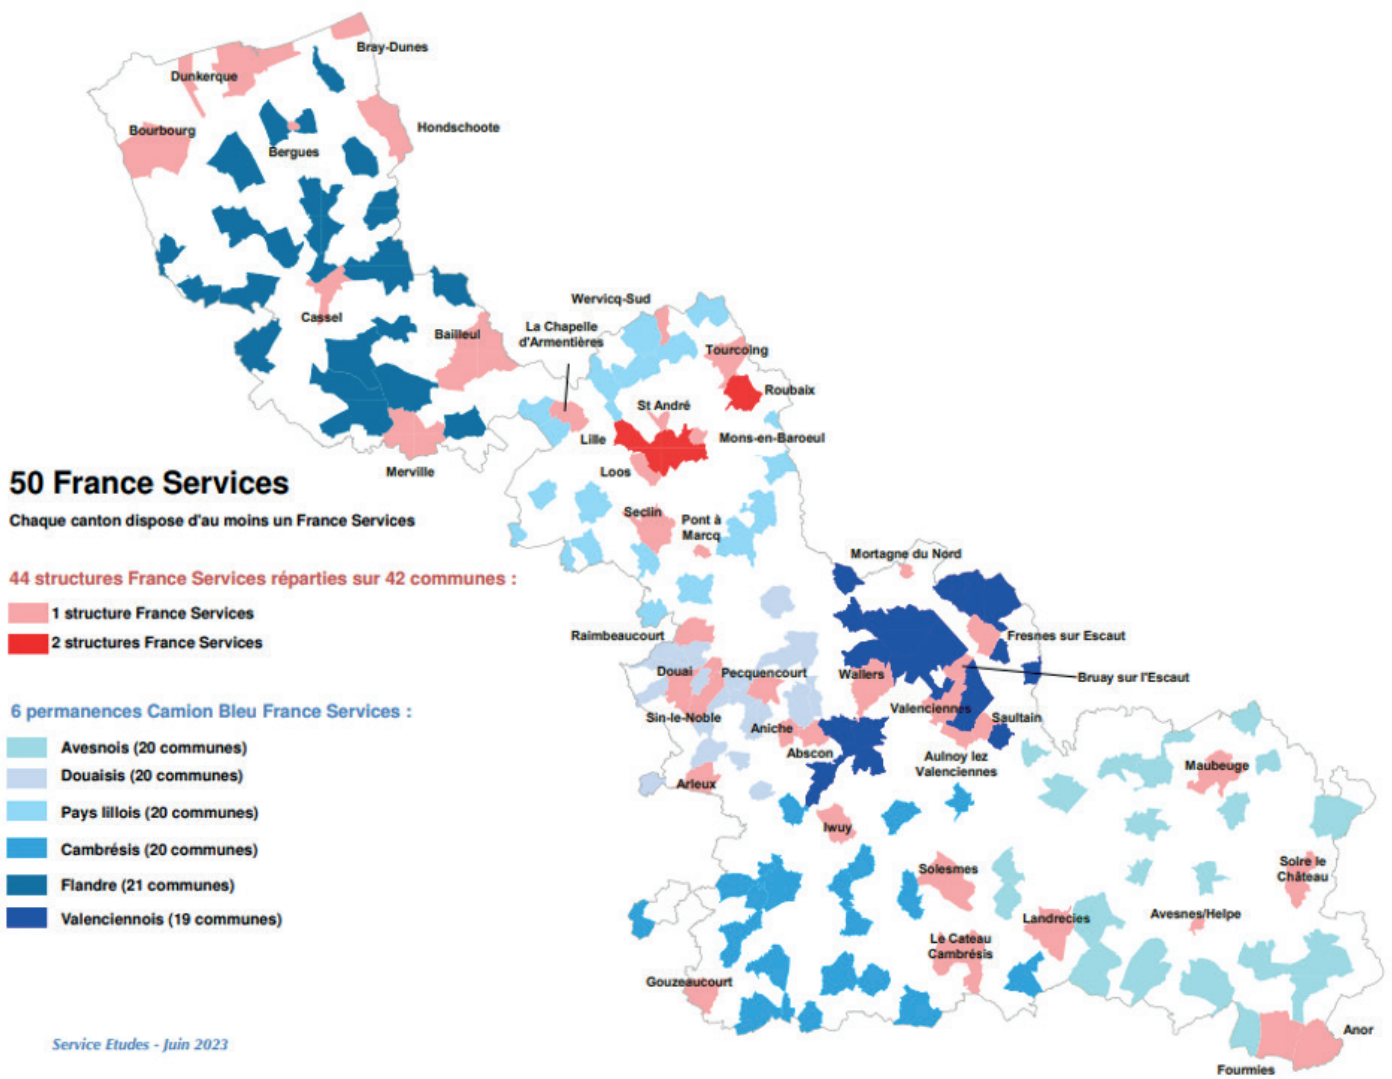 Bray-Dunes
Dunkerque
Hondschoote
Bourbourg
Bergues
Wervicq-Sud
Cassel
La Chapelle
d'Armentières
Bailleul
Tourcoing
Roubaix
St André
Lille
Mons-en-Baroeul
Merville
Loos
50 France Services
Seclin
Pont à
Marcq
Chaque canton dispose d'au moins un France Services
Mortagne du Nord
44 structures France Services réparties sur 42 communes :
1 structure France Services
2 structures France Services
Raimbeaucourt
Fresnes sur Escaut
Douai
Pecquencourt
Wallers
Bruay sur l'Escaut
6 permanences Camion Bleu France Services :
Valenciennes
Sin-le-Noble
Saultain
Aniche
Abscon
Aulnoy lez
Valenciennes
Avesnois (20 communes)
Maubeuge
Douaisis (20 communes)
Arleux
Pays lillois (20 communes)
Iwuy
Cambrésis (20 communes)
Solesmes
Solre le
Château
Flandre (21 communes)
Landrecies
Avesnes/Helpe
Valenciennois (19 communes)
Le Cateau
Cambrésis
Gouzeaucourt
Anor
Service Etudes - Juin 2023
Fourmies